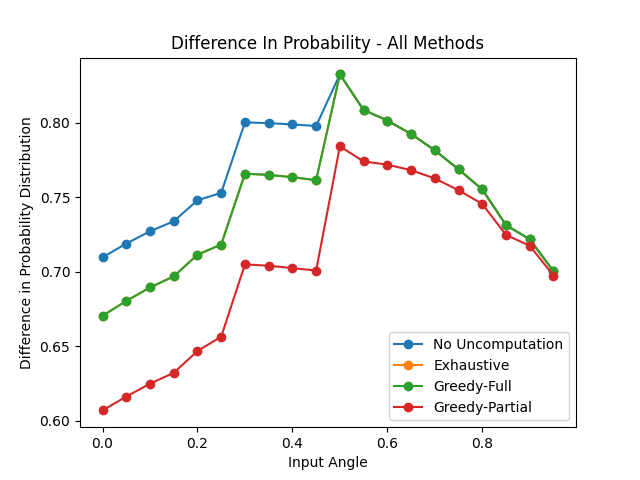 Difference In Probability - All Methods
Difference in Probability Distribution
0.80
0.75
0.70
0.65
0.60
0.0
0.2
0.4
0.6
0.8
Input Angle
No Uncomputation
Exhaustive
Greedy-Full
Greedy-Partial